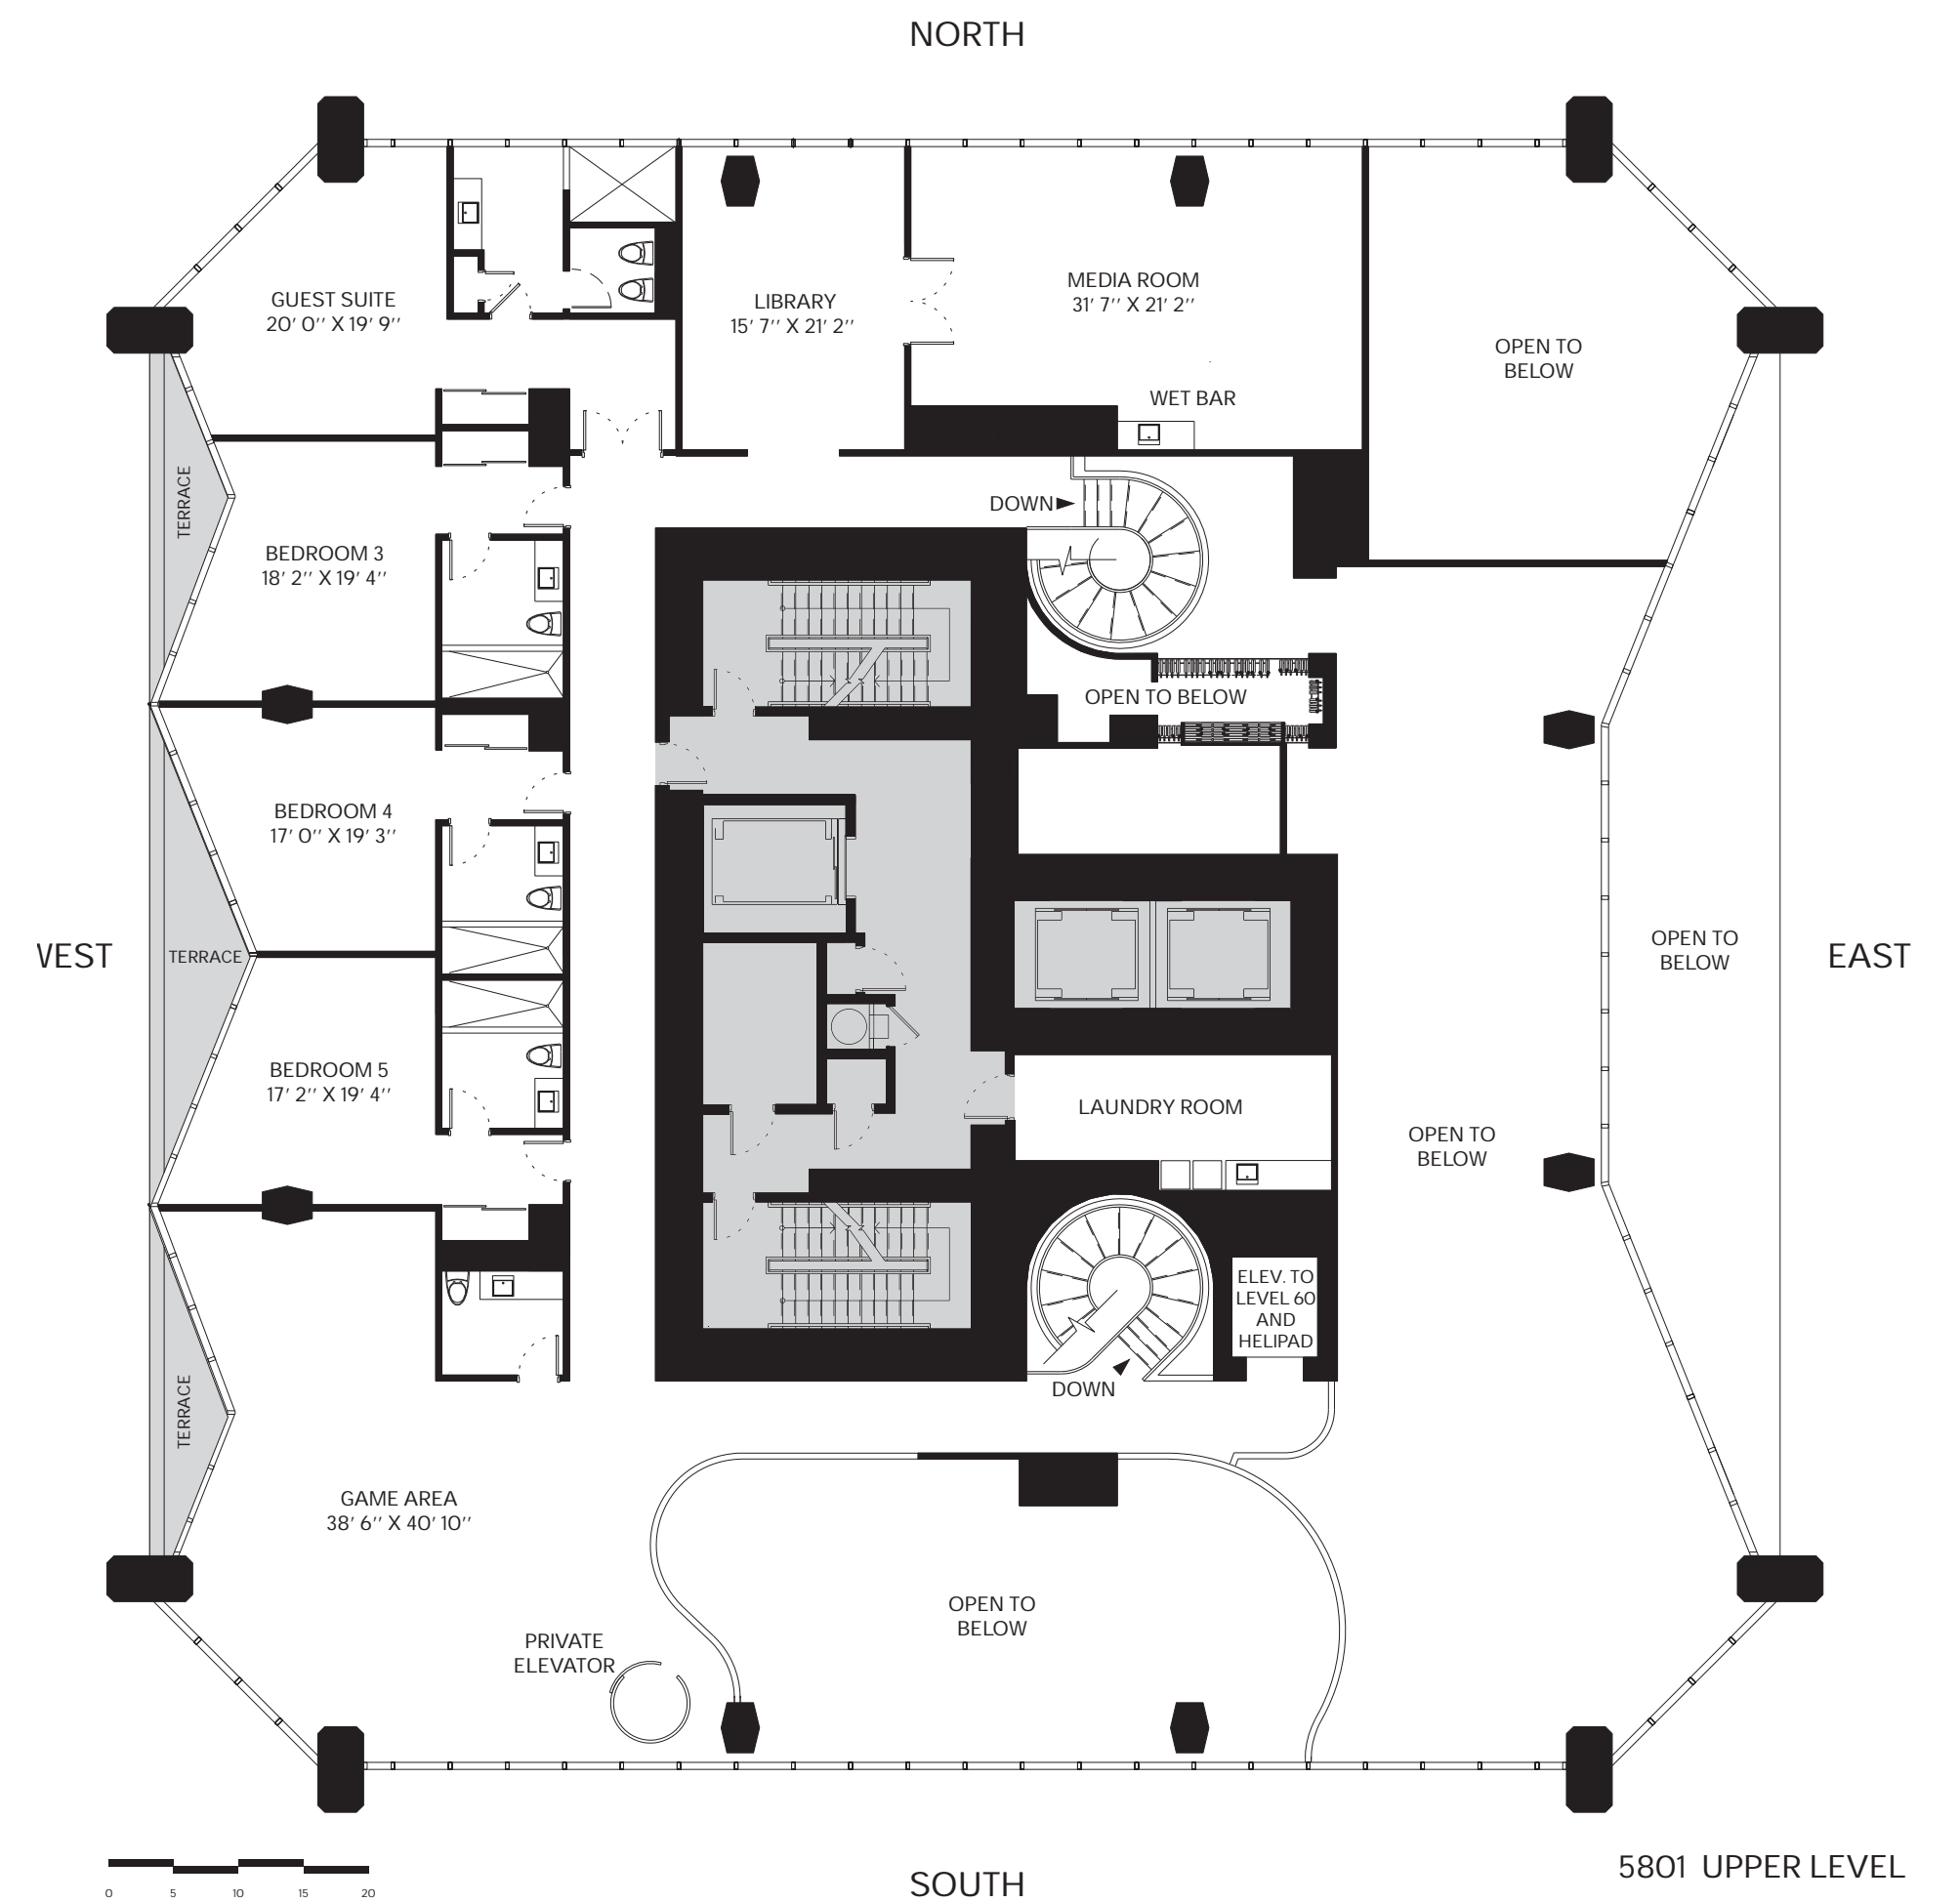 NORTH
GUEST SUITE
20' 0'' X 19' 9''
LIBRARY
15' 7'' X 21' 2''
MEDIA ROOM
31' 7'' X 21' 2''
WET BAR
OPEN TO
BELOW
TERRACE
DOWN
BEDROOM 3
18' 2'' X 19' 4''
OPEN TO BELOW
BEDROOM 4
17' 0'' X 19' 3''
WEST
TERRACE
OPEN TO
BELOW
EAST
BEDROOM 5
17' 2'' X 19' 4''
LAUNDRY ROOM
OPEN TO
BELOW
ELEV. TO
LEVEL 60
AND
HELIPAD
DOWN
TERRACE
GAME AREA
38' 6'' X 40' 10''
OPEN TO
BELOW
PRIVATE
ELEVATOR
0 5 10 15 20
SOUTH
5801 UPPER LEVEL